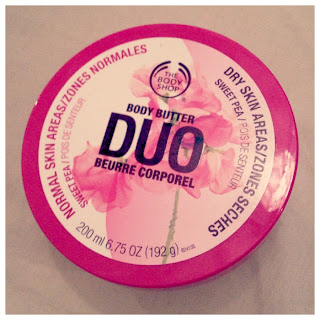 THE
BODY
SHOP
BODY BUTTER
DUO
BEURRE CORPOREL
NORMAL SKIN AREAS/ZONES NORMALES
SWEET PEA/POIS DE SENTEUR
DRY SKIN AREAS/ZONES SECHES
SWEET PEA/POIS DE SENTEUR
200 ml 6,75 OZ (192 g)